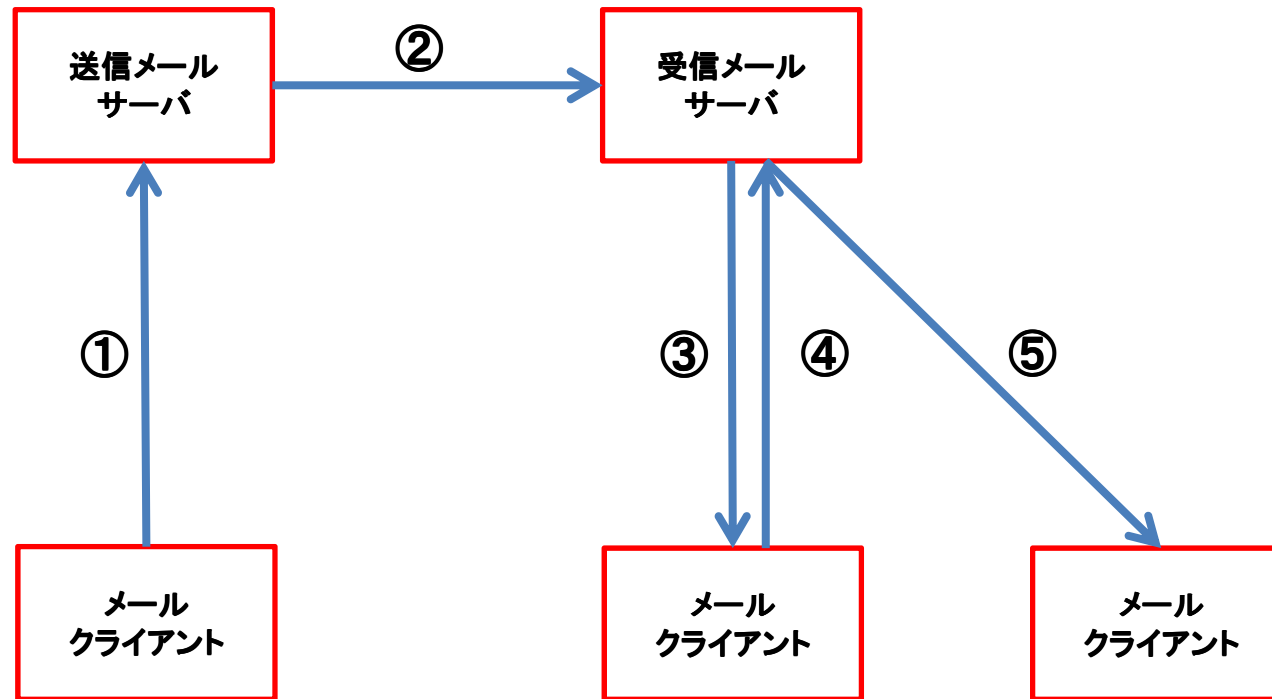 送信メール
サーバ
②
受信メール
サーバ
①
③
④
⑤
メール
クライアント
メール
クライアント
メール
クライアント